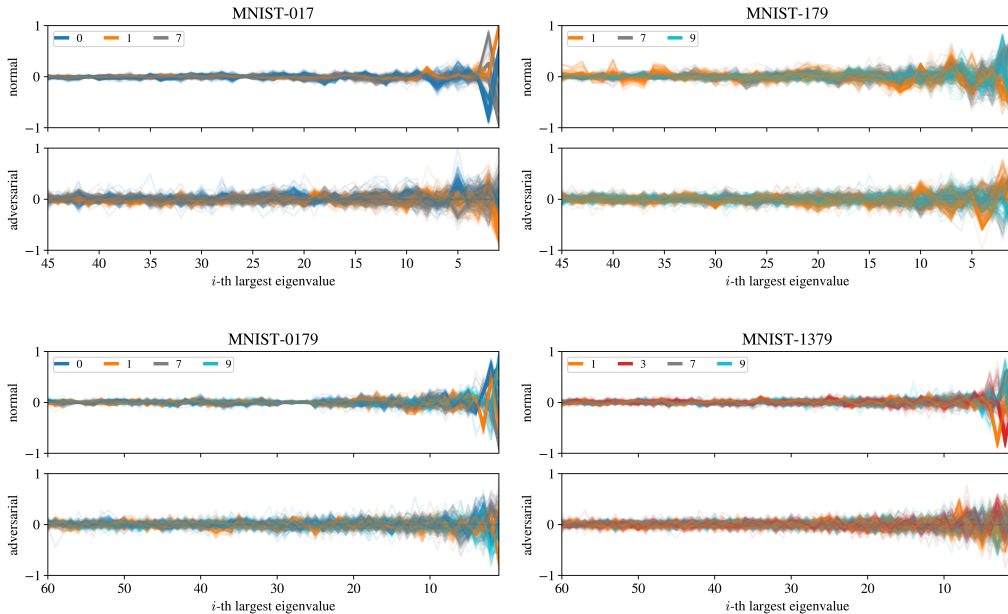 MNIST-017
normal
1
0
−1
0 1 7
adversarial
1
0
−1
45 40 35 30 25 20 15 10 5
i-th largest eigenvalue
MNIST-179
normal
1
0
−1
1 7 9
adversarial
1
0
−1
45 40 35 30 25 20 15 10 5
i-th largest eigenvalue
MNIST-0179
normal
1
0
−1
0 1 7 9
adversarial
1
0
−1
60 50 40 30 20 10
i-th largest eigenvalue
MNIST-1379
normal
1
0
−1
1 3 7 9
adversarial
1
0
−1
60 50 40 30 20 10
i-th largest eigenvalue